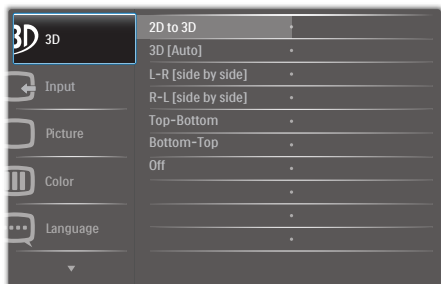 3D 3D
Input
Picture
Color
Language
2D to 3D
3D [Auto]
L-R [side by side]
R-L [side by side]
Top-Bottom
Bottom-Top
Off